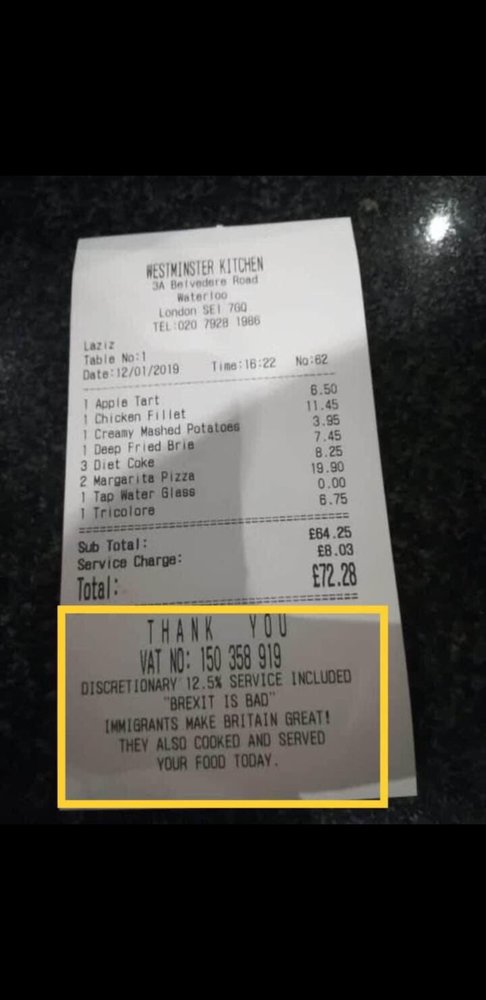 WESTMINSTER KITCHEN
3A Belvedere Road
Waterloo
London SE1 7GQ
TEL:020 7928 1986
Laziz
Table No:1
Date:12/01/2019 Time:16:22 No:62
1 Apple Tart 6.50
1 Chicken Fillet 11.45
1 Creamy Mashed Potatoes 3.95
1 Deep Fried Brie 7.45
3 Diet Coke 8.25
2 Margarita Pizza 19.90
1 Tap Water Glass 0.00
1 Tricolore 6.75
Sub Total: £64.25
Service Charge: £8.03
Total: £72.28
THANK YOU
VAT NO: 150 358 919
DISCRETIONARY 12.5% SERVICE INCLUDED
"BREXIT IS BAD"
IMMIGRANTS MAKE BRITAIN GREAT!
THEY ALSO COOKED AND SERVED
YOUR FOOD TODAY.